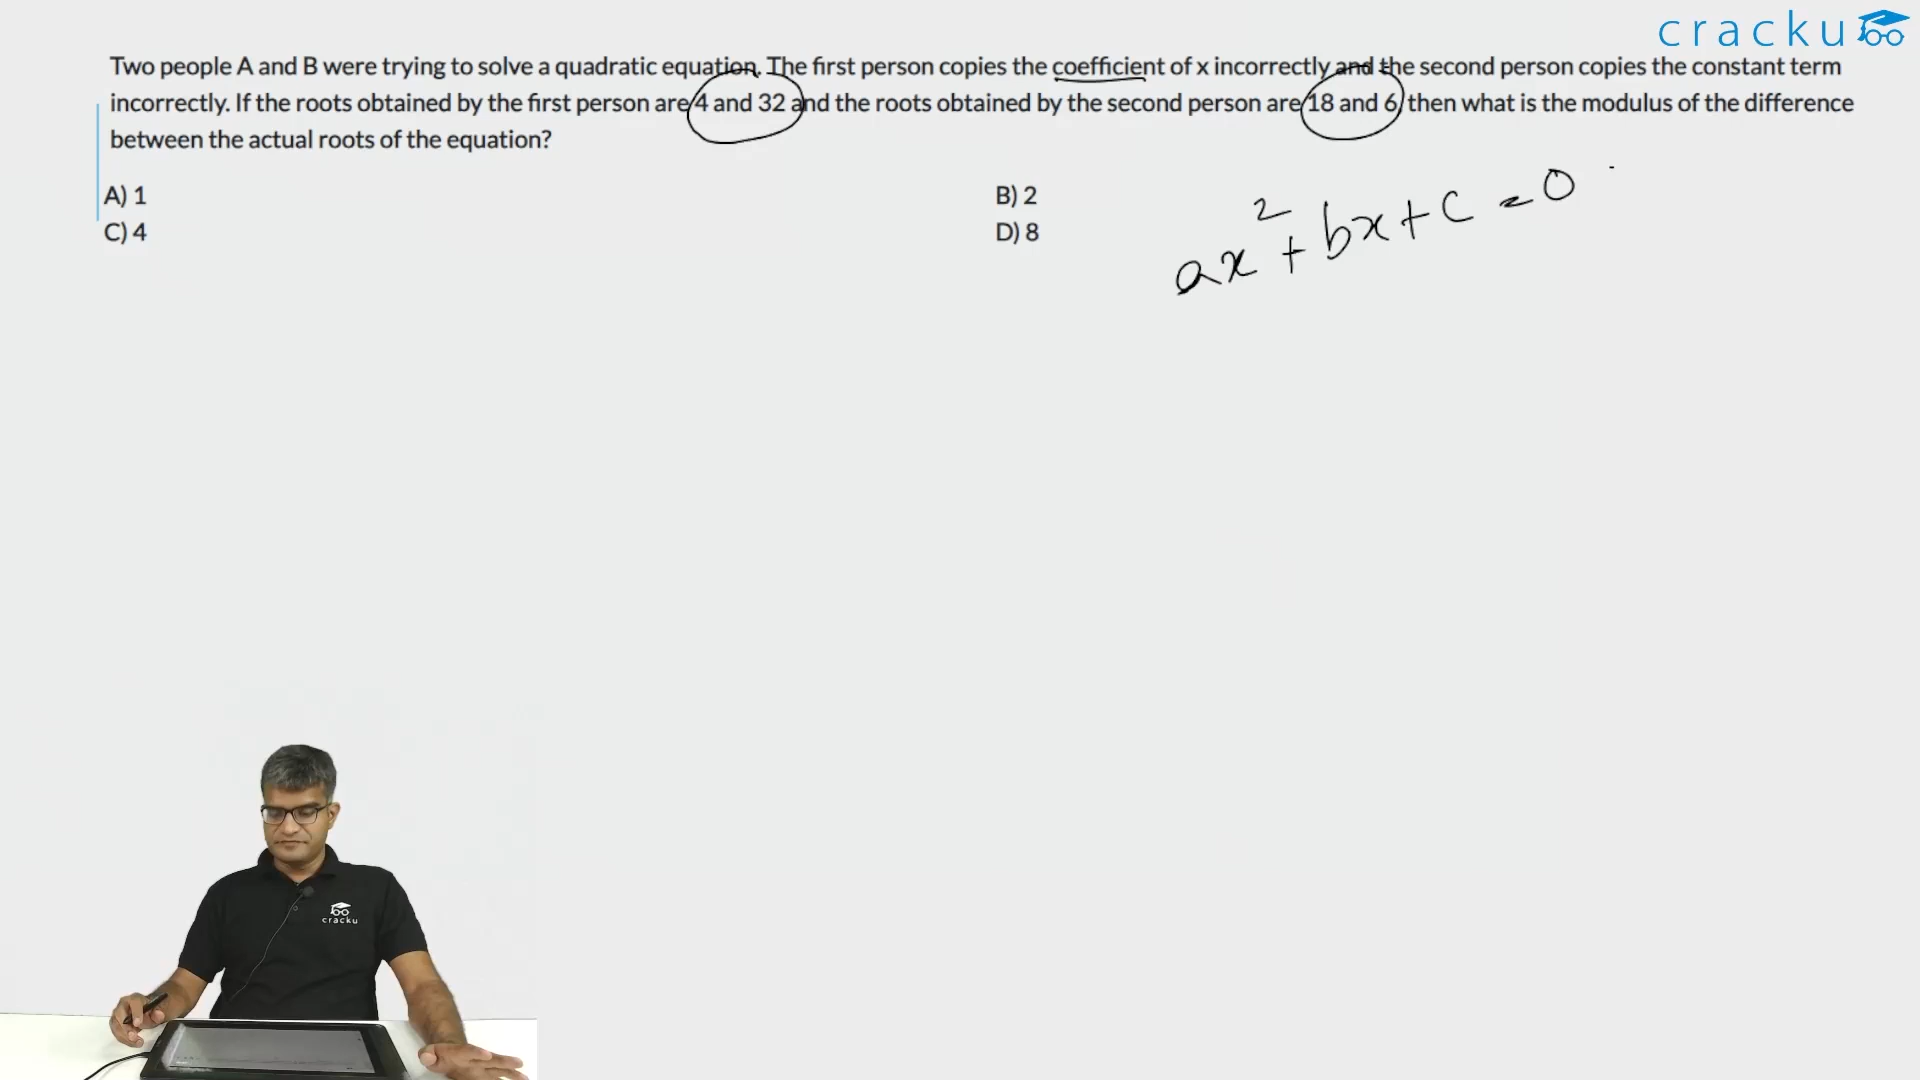 cracku
Two people A and B were trying to solve a quadratic equation. The first person copies the coefficient of x incorrectly and the second person copies the constant term
incorrectly. If the roots obtained by the first person are 4 and 32 and the roots obtained by the second person are 18 and 6, then what is the modulus of the difference
between the actual roots of the equation?
A) 1
B) 2
C) 4
D) 8
ax² + bx + c = 0
cracku